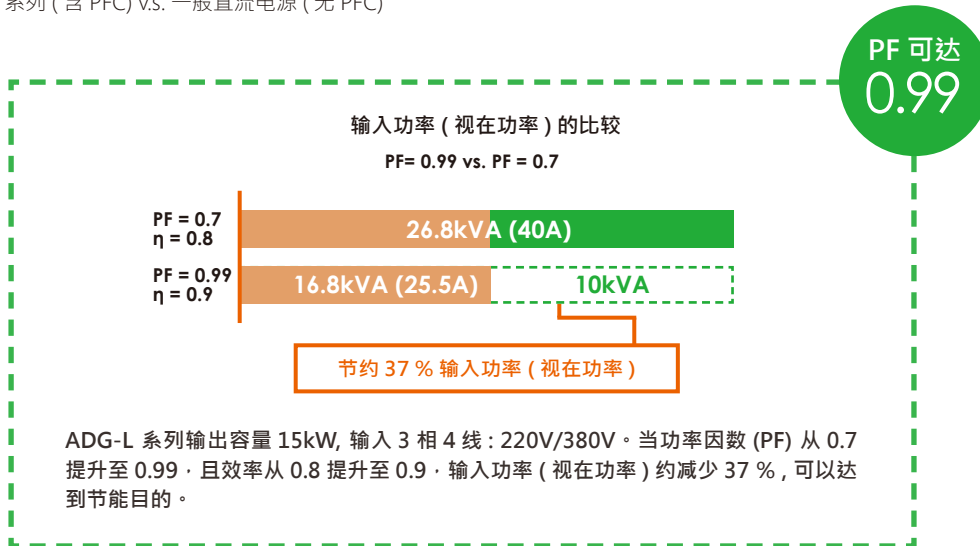 系列 ( 含 PFC) v.s. 一般直流电源 ( 无 PFC)
PF 可达
0.99
输入功率 ( 视在功率 ) 的比较
PF= 0.99 vs. PF = 0.7
PF = 0.7
η = 0.8
26.8kVA (40A)
PF = 0.99
η = 0.9
16.8kVA (25.5A)
10kVA
节约 37 % 输入功率 ( 视在功率 )
ADG-L 系列输出容量 15kW, 输入 3 相 4 线 : 220V/380V。当功率因数 (PF) 从 0.7
提升至 0.99，且效率从 0.8 提升至 0.9，输入功率 ( 视在功率 ) 约减少 37 % , 可以达
到节能目的。